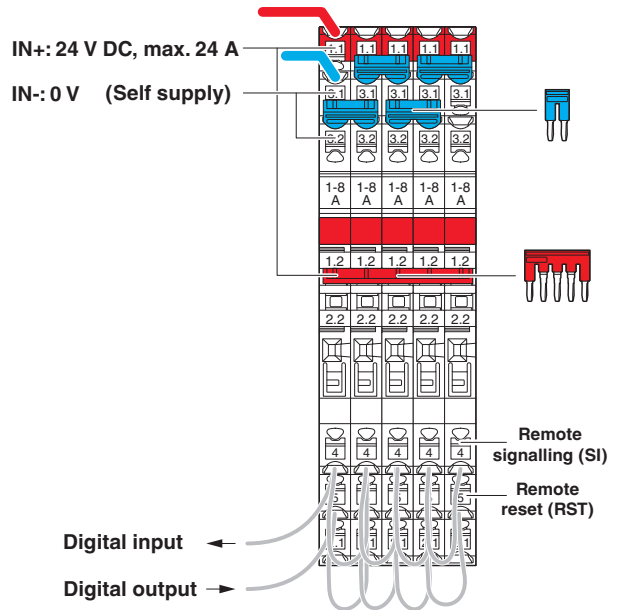 IN+: 24 V DC, max. 24 A
IN-: 0 V (Self supply)
1.1 1.1 1.1 1.1 1.1
3.1 3.1 3.1 3.1 3.1
3.2 3.2 3.2 3.2 3.2
1-8 1-8 1-8 1-8 1-8
A A A A A
1.2 1.2 1.2 1.2 1.2
2.2 2.2 2.2 2.2 2.2
4 4 4 4 4
Remote
signalling (SI)
5 5
Remote
reset (RST)
Digital input
Digital output